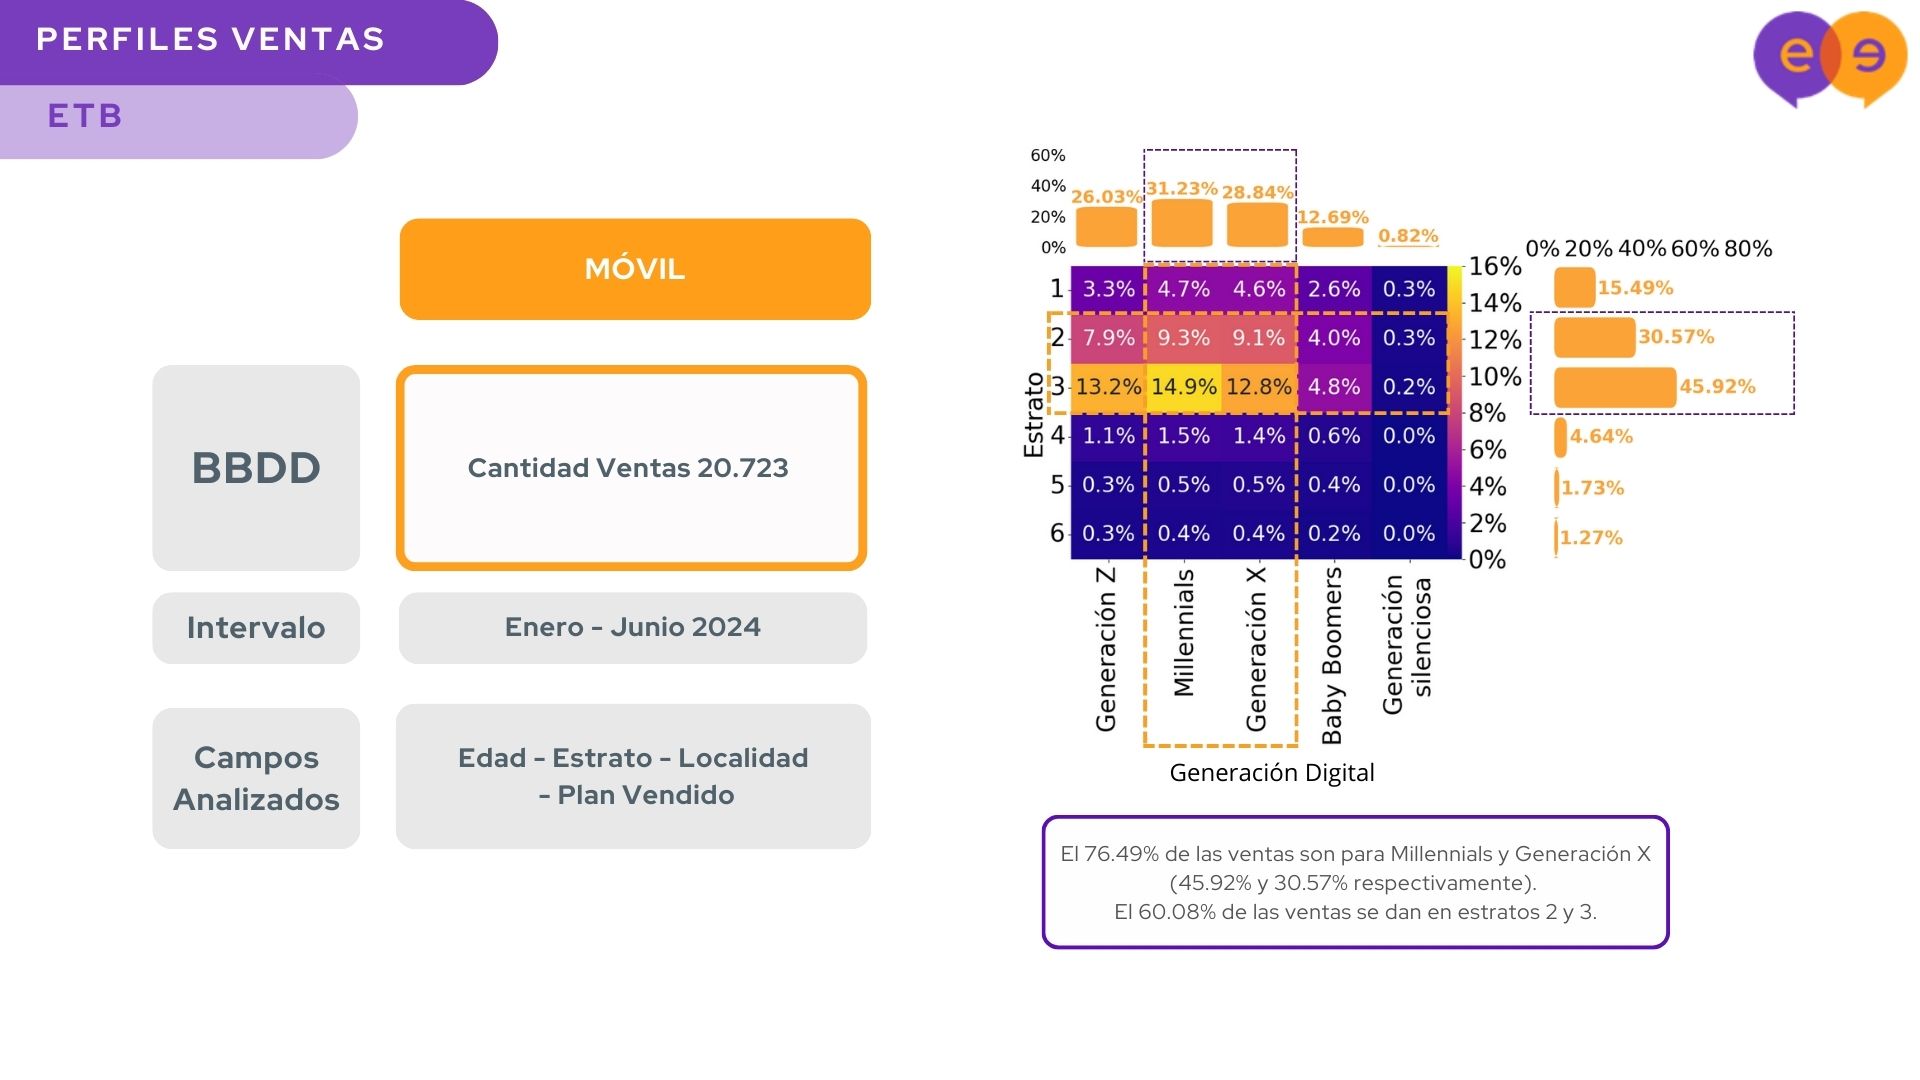 PERFILES VENTAS
ETB
MÓVIL
BBDD
Cantidad Ventas 20.723
Intervalo
Enero - Junio 2024
Campos
Analizados
Edad - Estrato - Localidad
- Plan Vendido
60%
40%
20%
0%
26.03% 31.23% 28.84% 12.69% 0.82%
0% 20% 40% 60% 80%
Estrato
1 3.3% 4.7% 4.6% 2.6% 0.3%
2 7.9% 9.3% 9.1% 4.0% 0.3%
3 13.2% 14.9% 12.8% 4.8% 0.2%
4 1.1% 1.5% 1.4% 0.6% 0.0%
5 0.3% 0.5% 0.5% 0.4% 0.0%
6 0.3% 0.4% 0.4% 0.2% 0.0%
16%
14%
12%
10%
8%
6%
4%
2%
0%
15.49%
30.57%
45.92%
4.64%
1.73%
1.27%
Generación Z
Millennials
Generación X
Baby Boomers
Generación
silenciosa
Generación Digital
El 76.49% de las ventas son para Millennials y Generación X
(45.92% y 30.57% respectivamente).
El 60.08% de las ventas se dan en estratos 2 y 3.